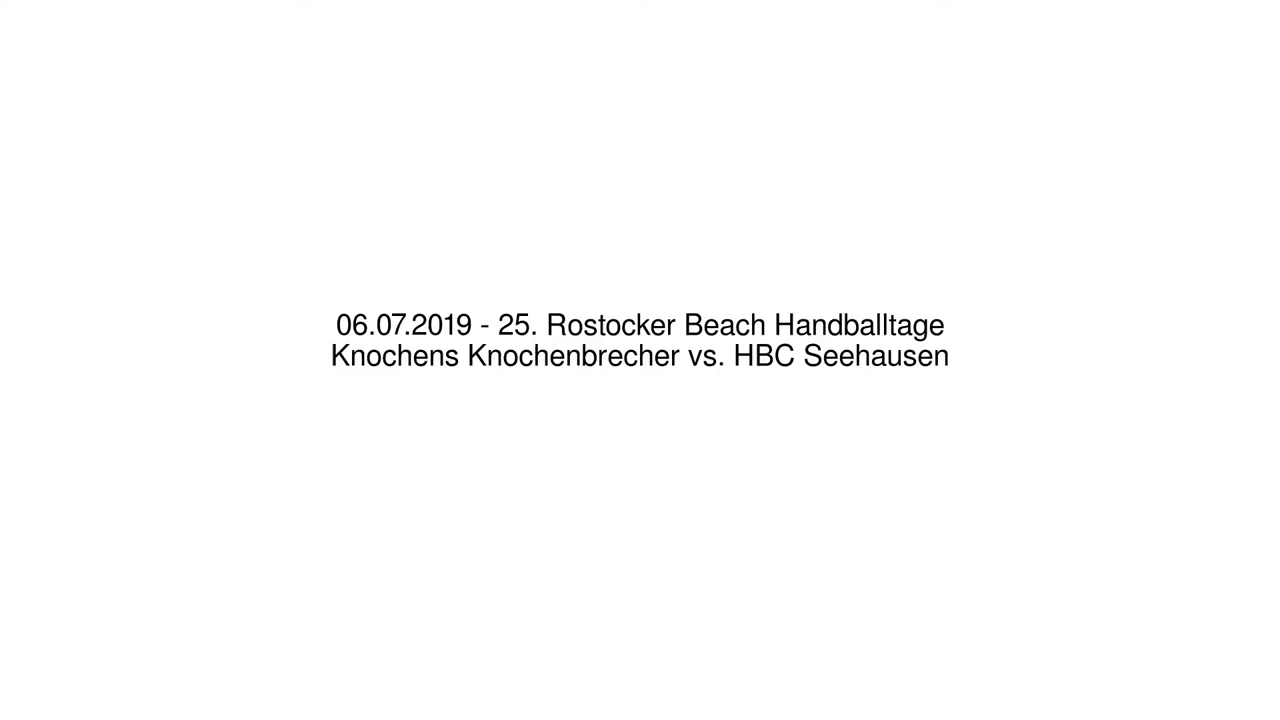 06.07.2019 - 25. Rostocker Beach Handballtage
Knochens Knochenbrecher vs. HBC Seehausen